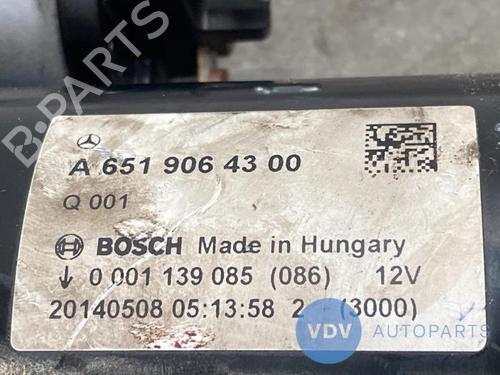 B-PARTS
A 651 906 43 00
Q 001
BOSCH Made in Hungary
↓ 0 001 139 085 (086) 12V
20140508 05:13:58 2 - (3000)
VDV AUTOPARTS